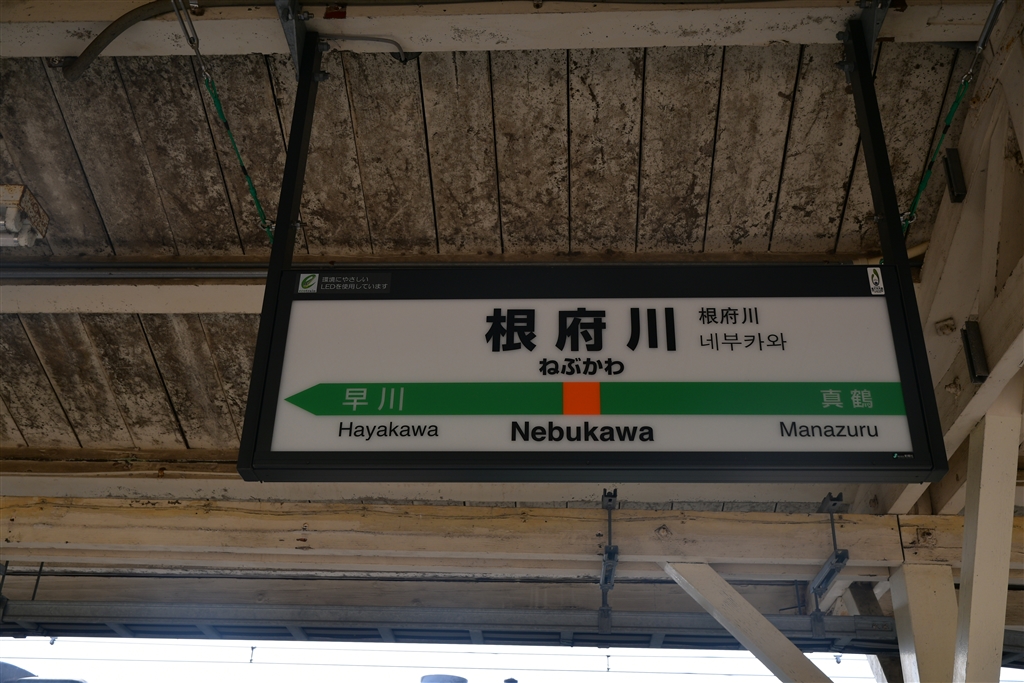 環境にやさしい
LEDを使用しています
根府川
根府川
네부카와
ねぶかわ
早川
真鶴
Hayakawa
Nebukawa
Manazuru